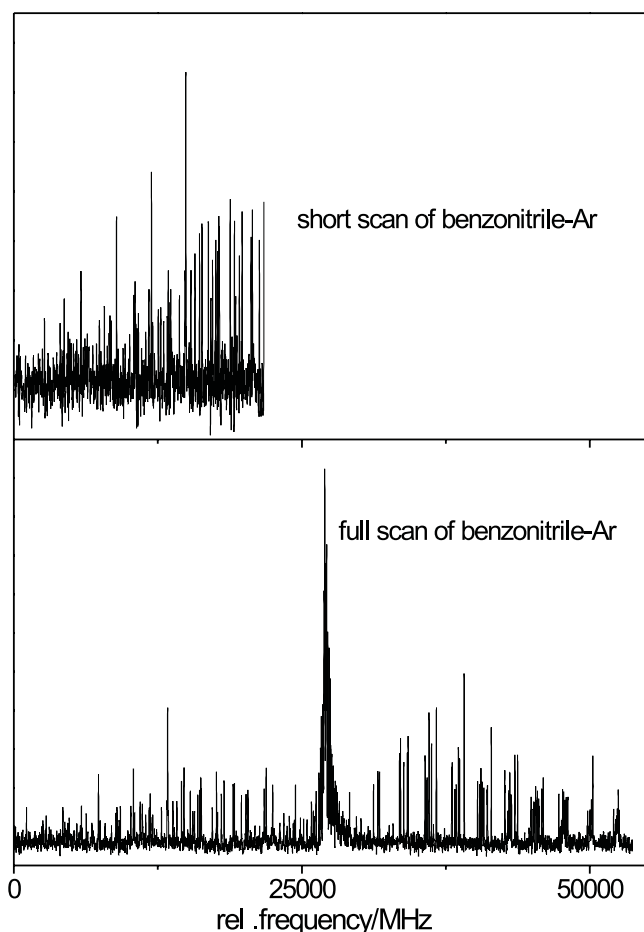 short scan of benzonitrile-Ar
full scan of benzonitrile-Ar
0 25000 50000
rel .frequency/MHz